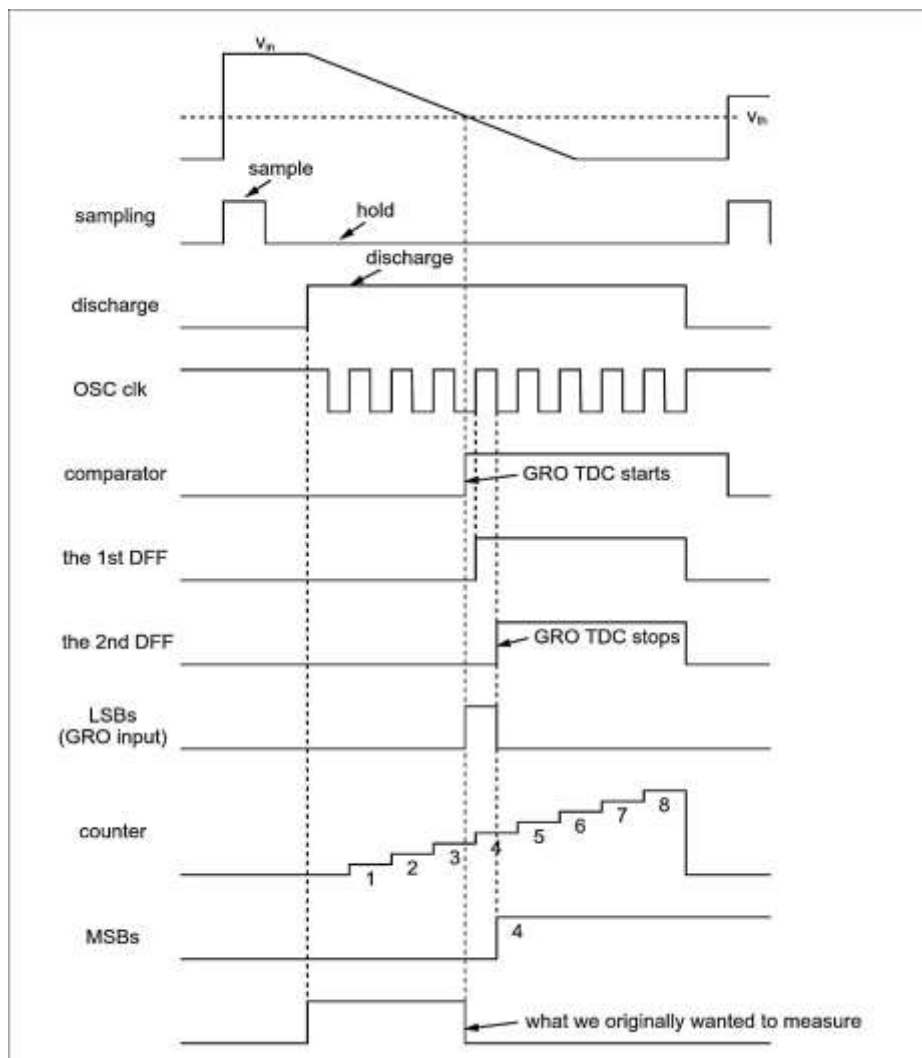 Vin
Vth
sample
sampling
hold
discharge
discharge
OSC clk
comparator
GRO TDC starts
the 1st DFF
the 2nd DFF
GRO TDC stops
LSBs
(GRO input)
counter
1 2 3 4 5 6 7 8
MSBs
4
what we originally wanted to measure